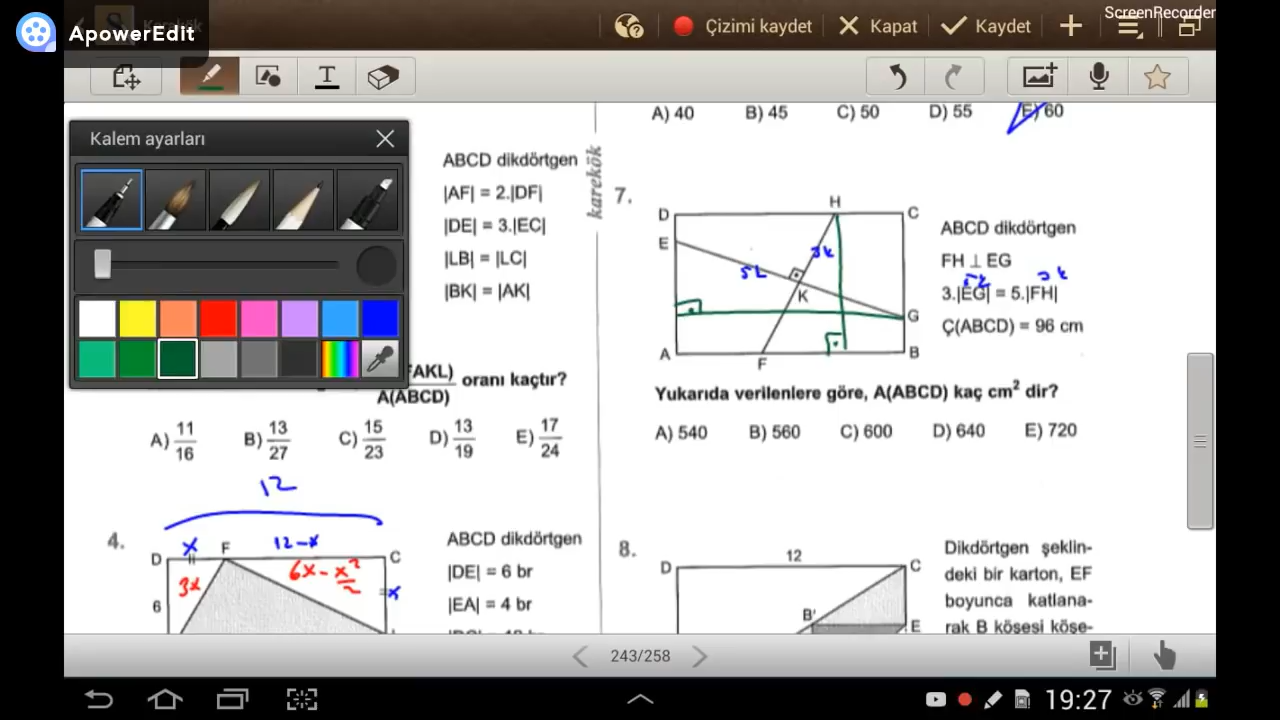 ScreenRecorder
ApowerEdit
Çizimi kaydet
Kapat
Kaydet
T
Kalem ayarları
ABCD dikdörtgen
|AF| = 2.|DF|
|DE| = 3.|EC|
|LB| = |LC|
|BK| = |AK|
FAKL)
A(ABCD)
oranı kaçtır?
A) 11/16 B) 13/27 C) 15/23 D) 13/19 E) 17/24
12
4.
D x F 12-x C
3x 6x - x²/2 x
6
ABCD dikdörtgen
|DE| = 6 br
|EA| = 4 br
karekök
A) 40 B) 45 C) 50 D) 55 E) 60
7.
D H C
E 5k 3k
K
G
A F B
ABCD dikdörtgen
FH ⊥ EG
5k 3k
3.|EG| = 5.|FH|
Ç(ABCD) = 96 cm
Yukarıda verilenlere göre, A(ABCD) kaç cm² dir?
A) 540 B) 560 C) 600 D) 640 E) 720
8.
D 12 C
B' E
Dikdörtgen şeklin-
deki bir karton, EF
boyunca katlana-
rak B köşesi köşe-
243/258
19:27